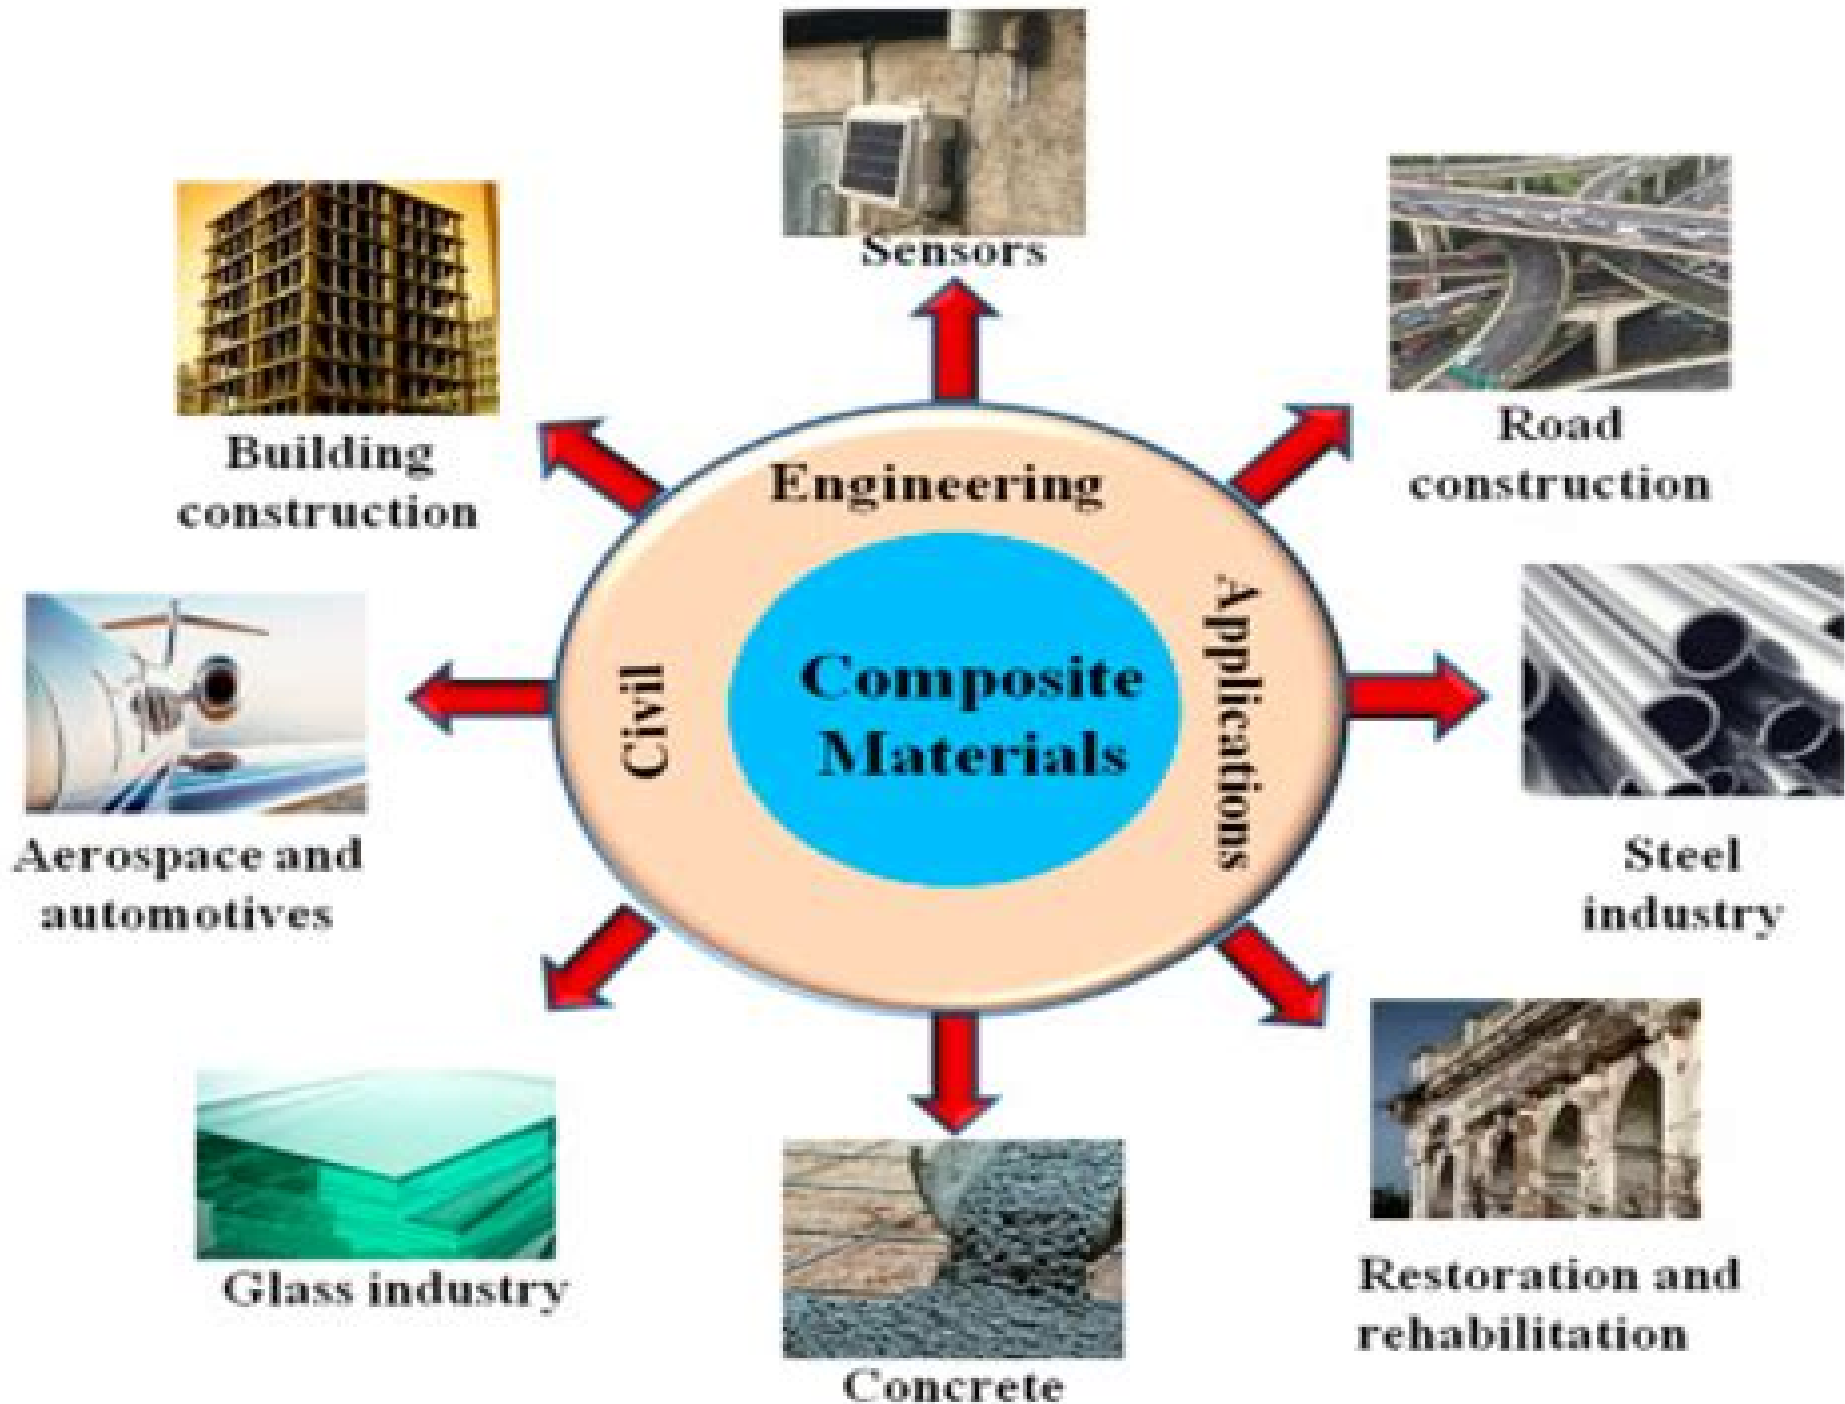 Sensors
Building
construction
Road
construction
Engineering
Civil
Applications
Composite
Materials
Aerospace and
automotives
Steel
industry
Glass industry
Restoration and
rehabilitation
Concrete